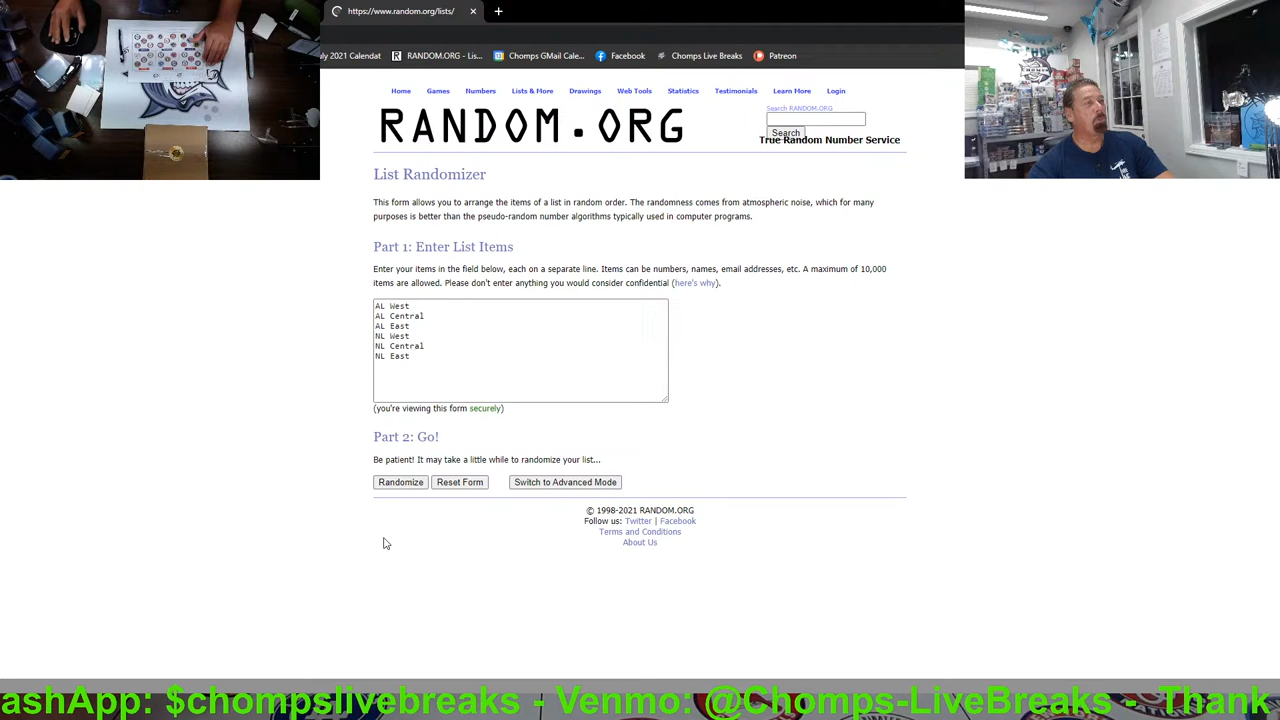 https://www.random.org/lists/
ly 2021 Calendat
RANDOM.ORG - Lis...
Chomps GMail Cale...
Facebook
Chomps Live Breaks
Patreon
Home Games Numbers Lists & More Drawings Web Tools Statistics Testimonials Learn More Login
RANDOM.ORG
Search RANDOM.ORG
Search
True Random Number Service
List Randomizer
This form allows you to arrange the items of a list in random order. The randomness comes from atmospheric noise, which for many
purposes is better than the pseudo-random number algorithms typically used in computer programs.
Part 1: Enter List Items
Enter your items in the field below, each on a separate line. Items can be numbers, names, email addresses, etc. A maximum of 10,000
items are allowed. Please don't enter anything you would consider confidential (here's why).
AL West
AL Central
AL East
NL West
NL Central
NL East
(you're viewing this form securely)
Part 2: Go!
Be patient! It may take a little while to randomize your list...
Randomize Reset Form Switch to Advanced Mode
© 1998-2021 RANDOM.ORG
Follow us: Twitter | Facebook
Terms and Conditions
About Us
ashApp: $chompslivebreaks - Venmo: @Chomps-LiveBreaks - Thank